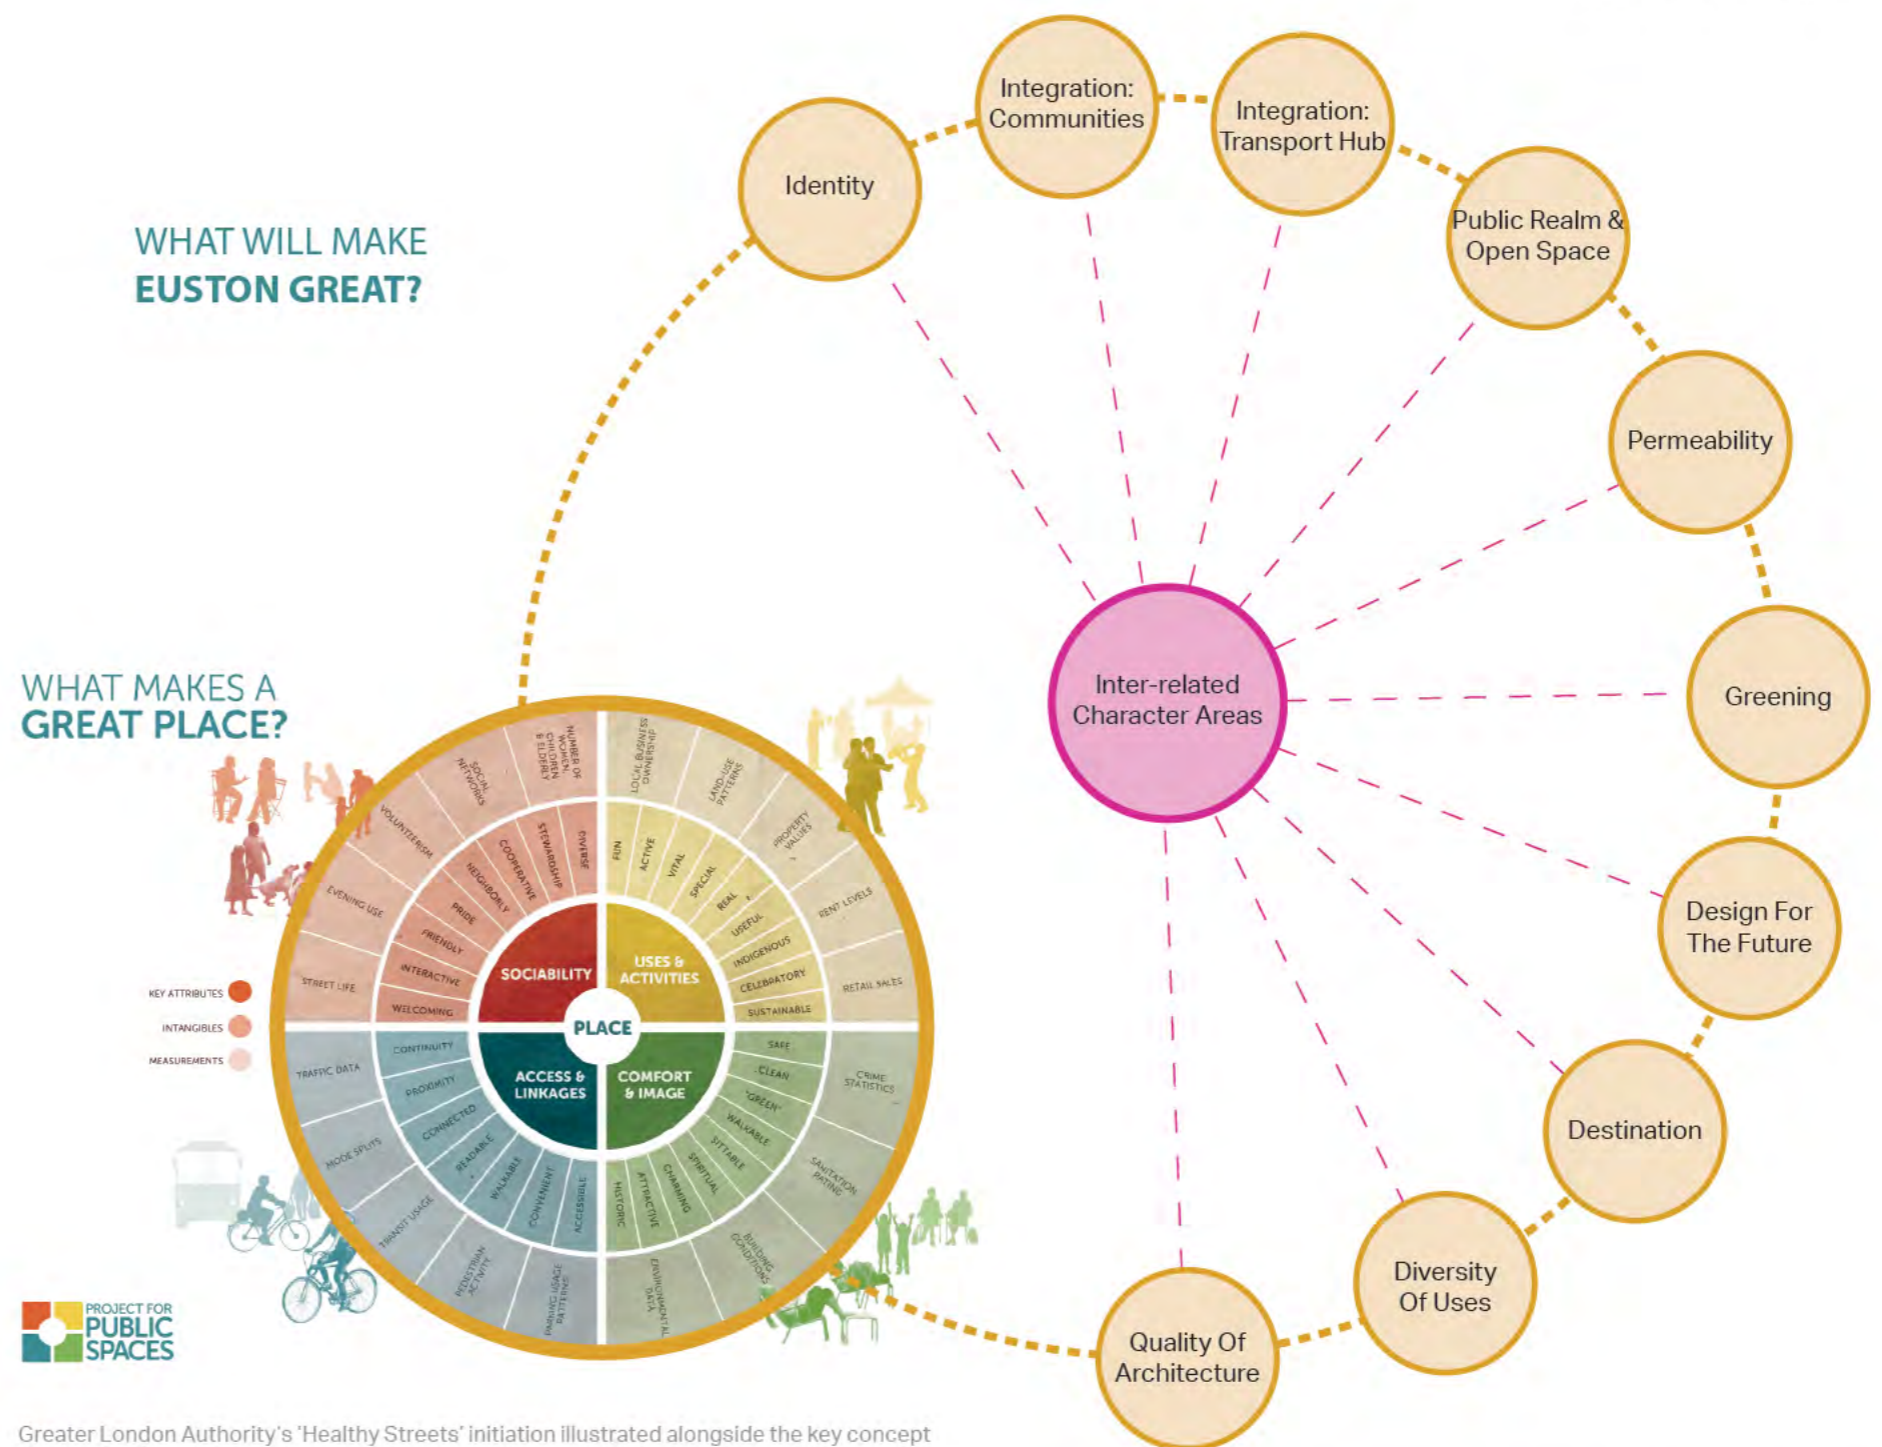 WHAT WILL MAKE
EUSTON GREAT?
Identity
Integration:
Communities
Integration:
Transport Hub
Public Realm &
Open Space
Permeability
Greening
Design For
The Future
Destination
Diversity
Of Uses
Quality Of
Architecture
Inter-related
Character Areas
WHAT MAKES A
GREAT PLACE?
KEY ATTRIBUTES
INTANGIBLES
MEASUREMENTS
PLACE
SOCIABILITY
USES &
ACTIVITIES
ACCESS &
LINKAGES
COMFORT
& IMAGE
DIVERSE
STEWARDSHIP
COOPERATIVE
NEIGHBORLY
PRIDE
FRIENDLY
INTERACTIVE
WELCOMING
FUN
ACTIVE
VITAL
SPECIAL
REAL
USEFUL
INDIGENOUS
CELEBRATORY
SUSTAINABLE
SAFE
CLEAN
"GREEN"
WALKABLE
SITTABLE
SPIRITUAL
CHARMING
ATTRACTIVE
HISTORIC
CONTINUITY
PROXIMITY
CONNECTED
READABLE
WALKABLE
CONVENIENT
ACCESSIBLE
NUMBER OF
WOMEN,
CHILDREN
& ELDERLY
SOCIAL
NETWORKS
VOLUNTEERISM
EVENING USE
STREET LIFE
LOCAL BUSINESS
OWNERSHIP
LAND-USE
PATTERNS
PROPERTY
VALUES
RENT LEVELS
RETAIL SALES
CRIME
STATISTICS
SANITATION
RATING
BUILDING
CONDITIONS
ENVIRONMENTAL
DATA
TRAFFIC DATA
MODE SPLITS
TRANSIT USAGE
PEDESTRIAN
ACTIVITY
PARKING USAGE
PATTERNS
PROJECT FOR
PUBLIC
SPACES
Greater London Authority's 'Healthy Streets' initiation illustrated alongside the key concept